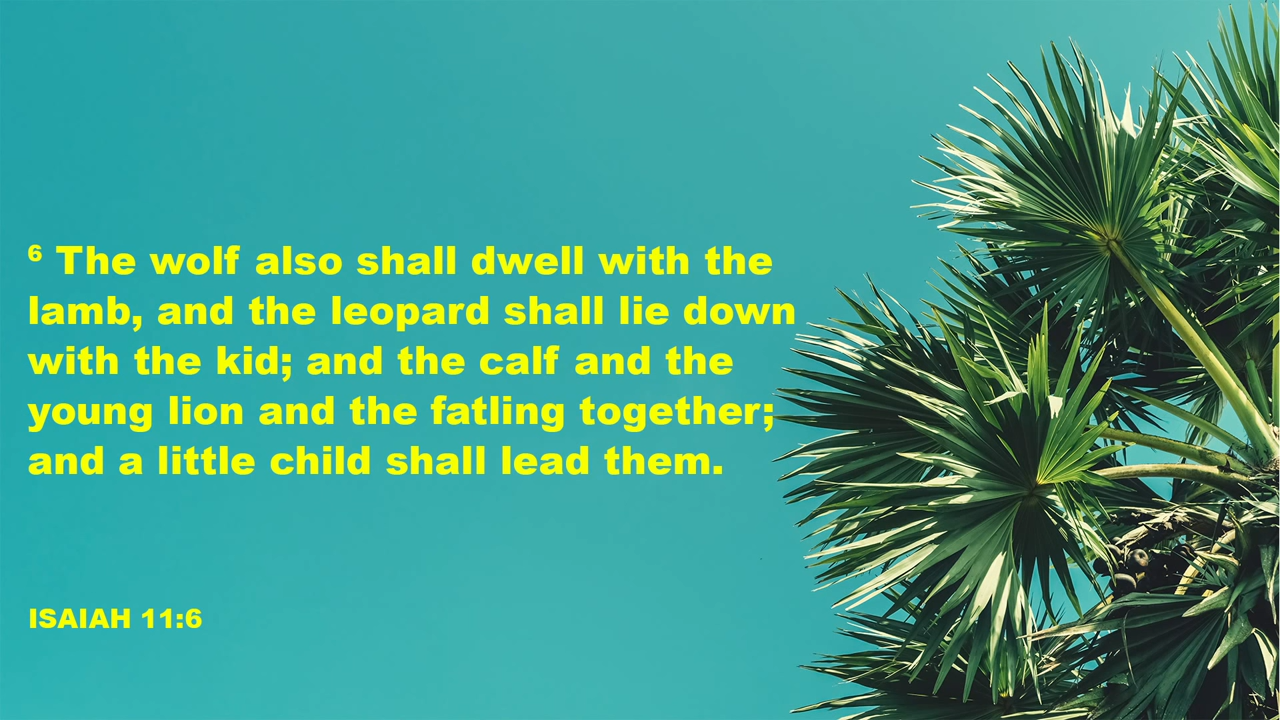 ⁶ The wolf also shall dwell with the
lamb, and the leopard shall lie down
with the kid; and the calf and the
young lion and the fatling together;
and a little child shall lead them.
ISAIAH 11:6